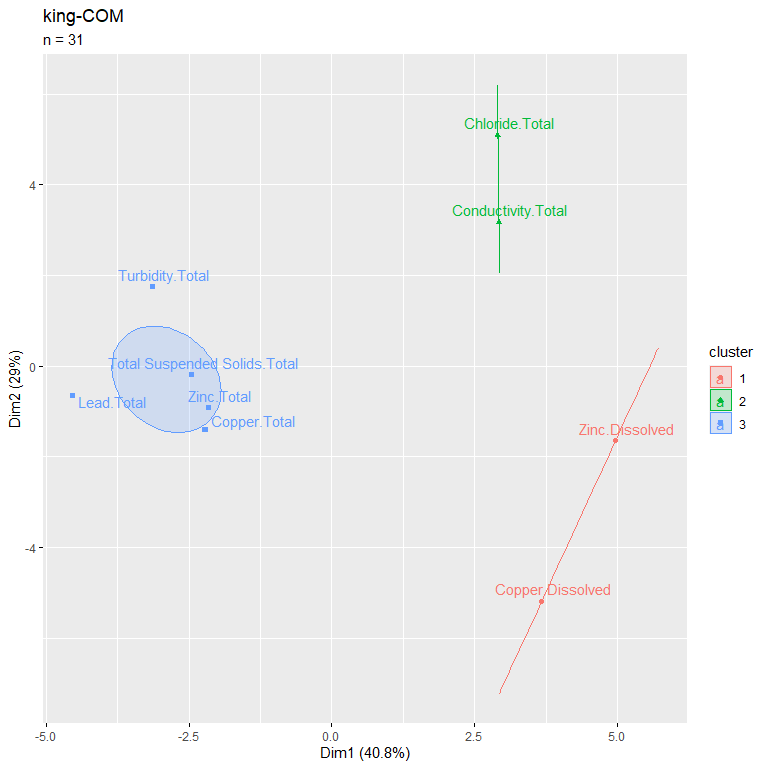 king-COM
n = 31
Chloride.Total
Conductivity.Total
Turbidity.Total
Total Suspended Solids.Total
Zinc.Total
Lead.Total
Copper.Total
Zinc.Dissolved
Copper.Dissolved
4
0
-4
Dim2 (29%)
-5.0 -2.5 0.0 2.5 5.0
Dim1 (40.8%)
cluster
a 1
a 2
a 3